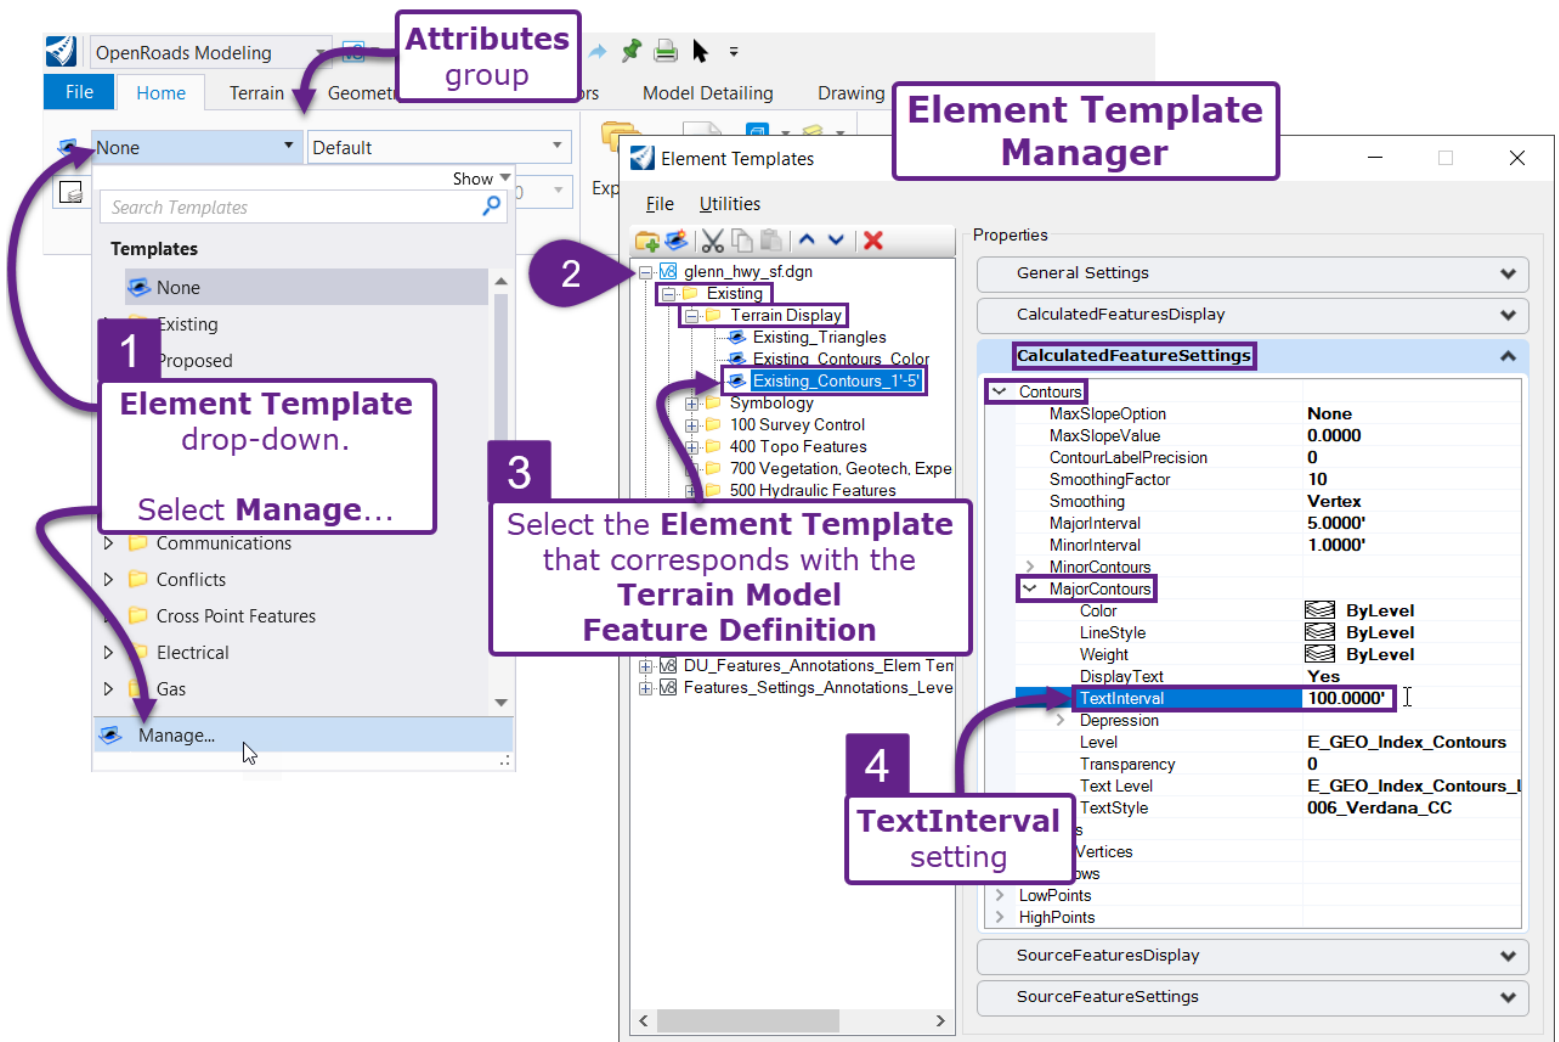 OpenRoads Modeling
Attributes
group
File
Home
Terrain
Geomet
rs
Model Detailing
Drawing
Element Template
Manager
None
Default
Show
Search Templates
Templates
None
Existing
Proposed
1
Element Template
drop-down.
Select Manage...
Communications
Conflicts
Cross Point Features
Electrical
Gas
Manage...
Exp
Element Templates
File
Utilities
2
glenn_hwy_sf.dgn
Existing
Terrain Display
Existing_Triangles
Existing_Contours_Color
Existing_Contours_1'-5'
Symbology
100 Survey Control
400 Topo Features
700 Vegetation, Geotech, Expe
500 Hydraulic Features
3
Select the Element Template
that corresponds with the
Terrain Model
Feature Definition
DU_Features_Annotations_Elem Tem
Features_Settings_Annotations_Leve
Properties
General Settings
CalculatedFeaturesDisplay
CalculatedFeatureSettings
Contours
MaxSlopeOption None
MaxSlopeValue 0.0000
ContourLabelPrecision 0
SmoothingFactor 10
Smoothing Vertex
MajorInterval 5.0000'
MinorInterval 1.0000'
MinorContours
MajorContours
Color ByLevel
LineStyle ByLevel
Weight ByLevel
DisplayText Yes
TextInterval 100.0000'
Depression
Level E_GEO_Index_Contours
Transparency 0
Text Level E_GEO_Index_Contours_L
TextStyle 006_Verdana_CC
4
TextInterval
setting
s
Vertices
ows
LowPoints
HighPoints
SourceFeaturesDisplay
SourceFeatureSettings